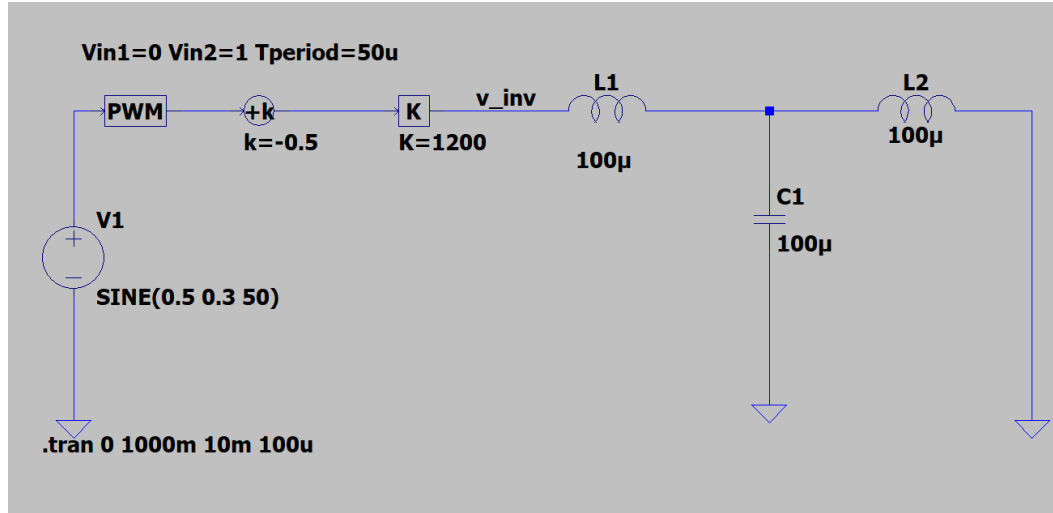 Vin1=0 Vin2=1 Tperiod=50u
PWM
+k
k=-0.5
K
K=1200
v_inv
L1
100µ
L2
100µ
C1
100µ
V1
SINE(0.5 0.3 50)
.tran 0 1000m 10m 100u